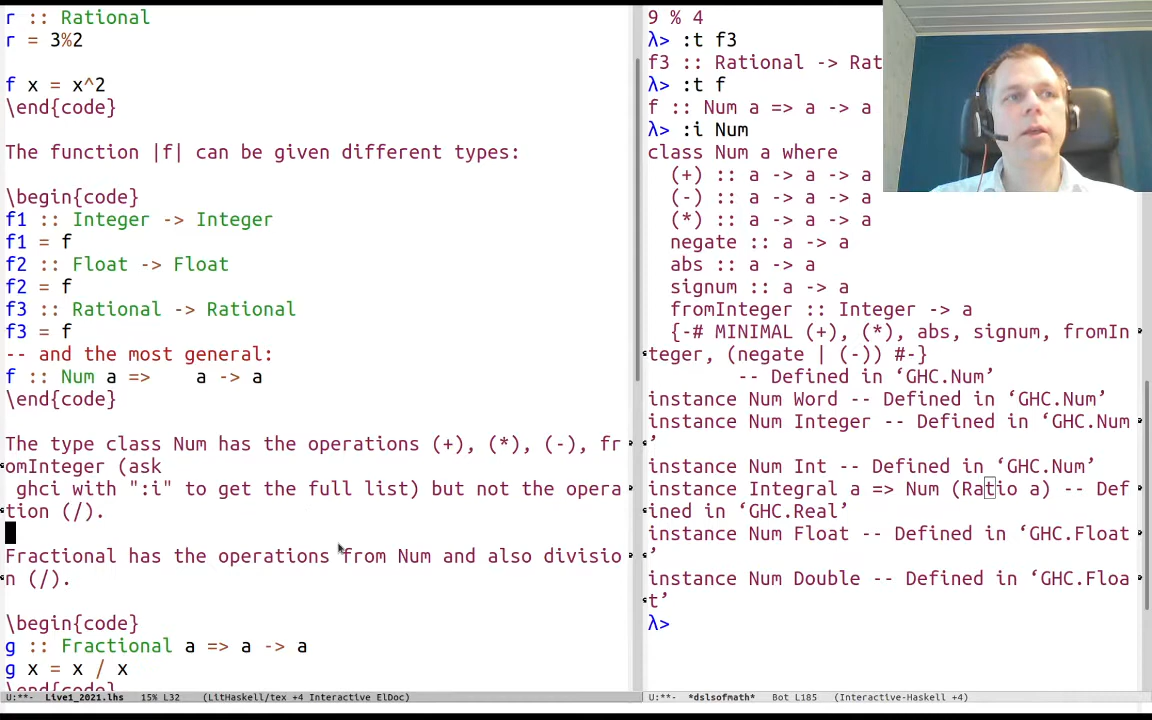 r :: Rational
r = 3%2
f x = x^2
\end{code}
The function |f| can be given different types:
\begin{code}
f1 :: Integer -> Integer
f1 = f
f2 :: Float -> Float
f2 = f
f3 :: Rational -> Rational
f3 = f
-- and the most general:
f :: Num a =>    a -> a
\end{code}
The type class Num has the operations (+), (*), (-), fr
omInteger (ask
 ghci with ":i" to get the full list) but not the opera
tion (/).
Fractional has the operations from Num and also divisio
n (/).
\begin{code}
g :: Fractional a => a -> a
g x = x / x
\end{code}
U:**-  Live1_2021.lhs   15% L32    (LitHaskell/tex +4 Interactive ElDoc)
9 % 4
λ> :t f3
f3 :: Rational -> Rat
λ> :t f
f :: Num a => a -> a
λ> :i Num
class Num a where
  (+) :: a -> a -> a
  (-) :: a -> a -> a
  (*) :: a -> a -> a
  negate :: a -> a
  abs :: a -> a
  signum :: a -> a
  fromInteger :: Integer -> a
  {-# MINIMAL (+), (*), abs, signum, fromIn
teger, (negate | (-)) #-}
        -- Defined in ‘GHC.Num’
instance Num Word -- Defined in ‘GHC.Num’
instance Num Integer -- Defined in ‘GHC.Num
’
instance Num Int -- Defined in ‘GHC.Num’
instance Integral a => Num (Ratio a) -- Def
ined in ‘GHC.Real’
instance Num Float -- Defined in ‘GHC.Float
’
instance Num Double -- Defined in ‘GHC.Floa
t’
λ>
U:**-  *dslsofmath*   Bot L185   (Interactive-Haskell +4)